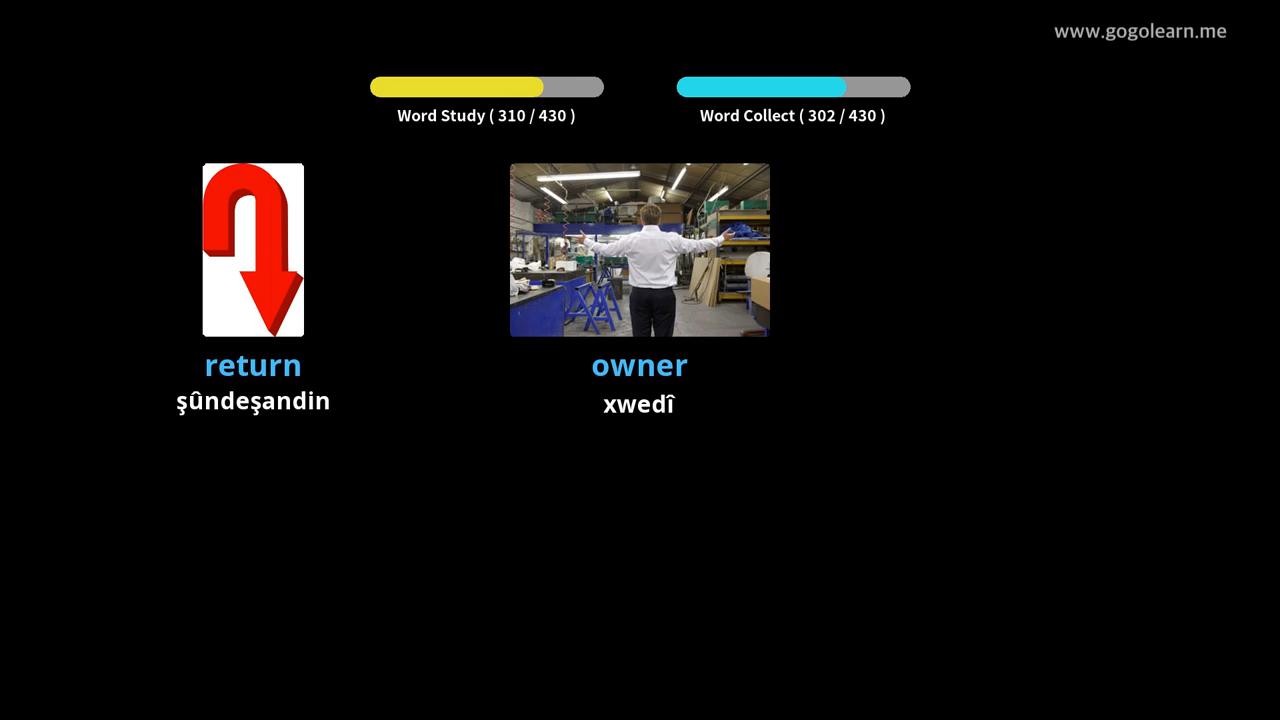 www.gogolearn.me
Word Study ( 310 / 430 )
Word Collect ( 302 / 430 )
return
şûndeşandin
owner
xwedî